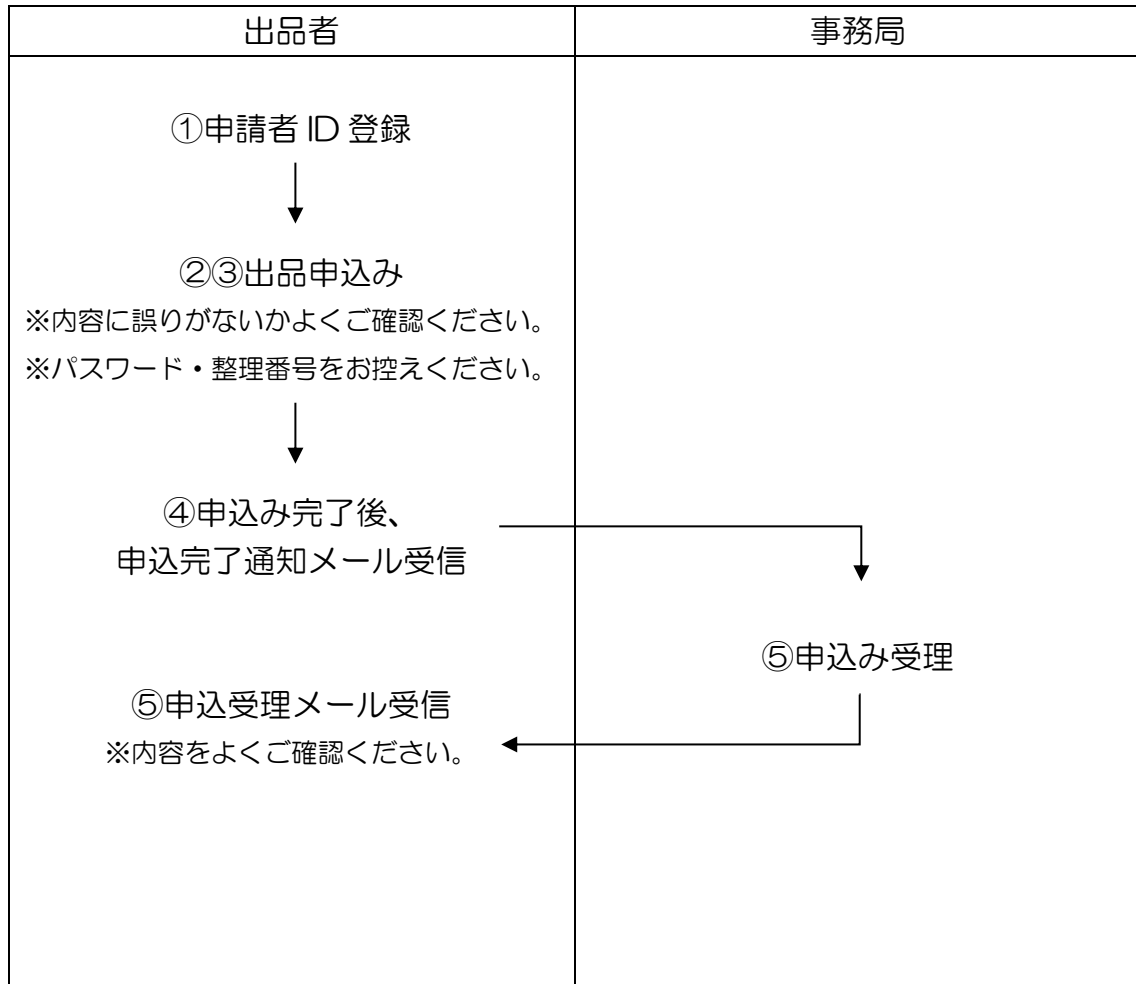 出品者
事務局
①申請者 ID 登録
②③出品申込み
※内容に誤りがないかよくご確認ください。
※パスワード・整理番号をお控えください。
④申込み完了後、
申込完了通知メール受信
⑤申込み受理
⑤申込受理メール受信
※内容をよくご確認ください。